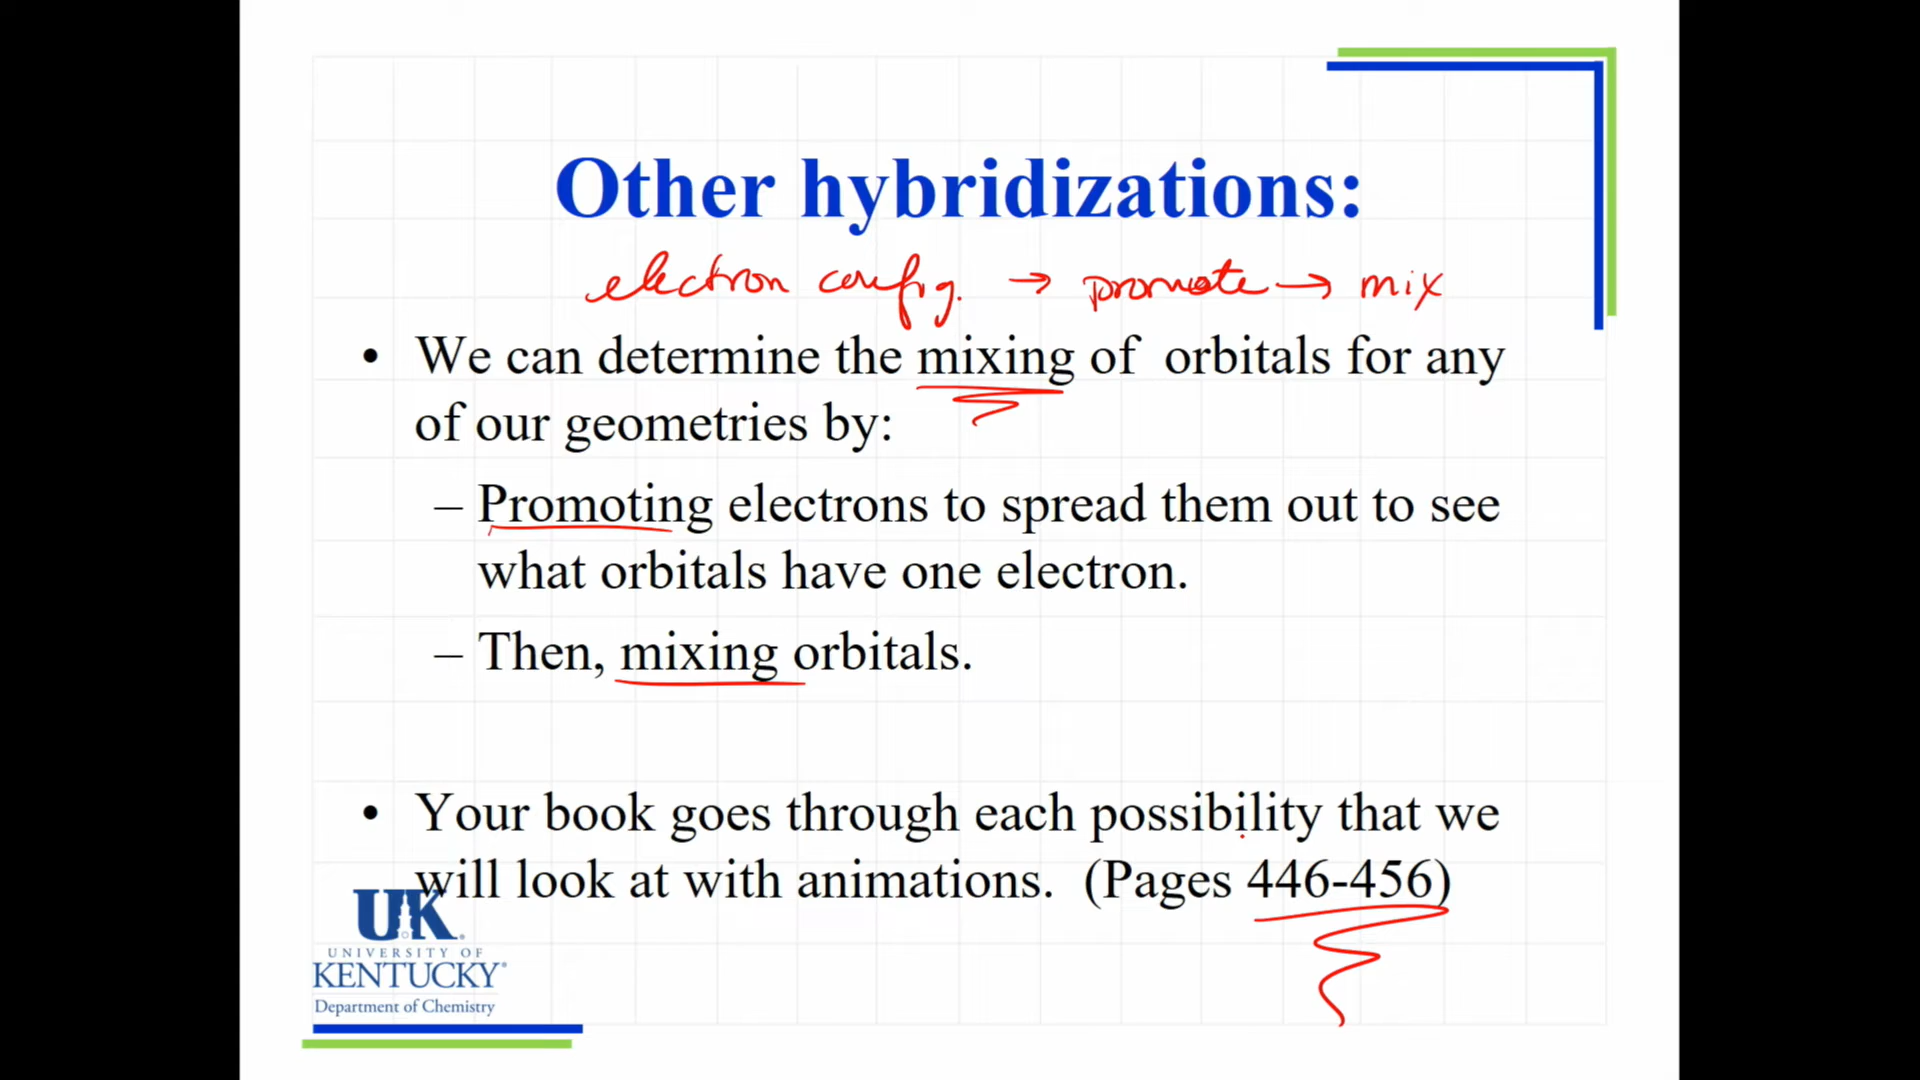 Other hybridizations:
electron config. → promote → mix
• We can determine the mixing of orbitals for any
of our geometries by:
– Promoting electrons to spread them out to see
what orbitals have one electron.
– Then, mixing orbitals.
• Your book goes through each possibility that we
will look at with animations. (Pages 446-456)
UK
UNIVERSITY OF
KENTUCKY®
Department of Chemistry